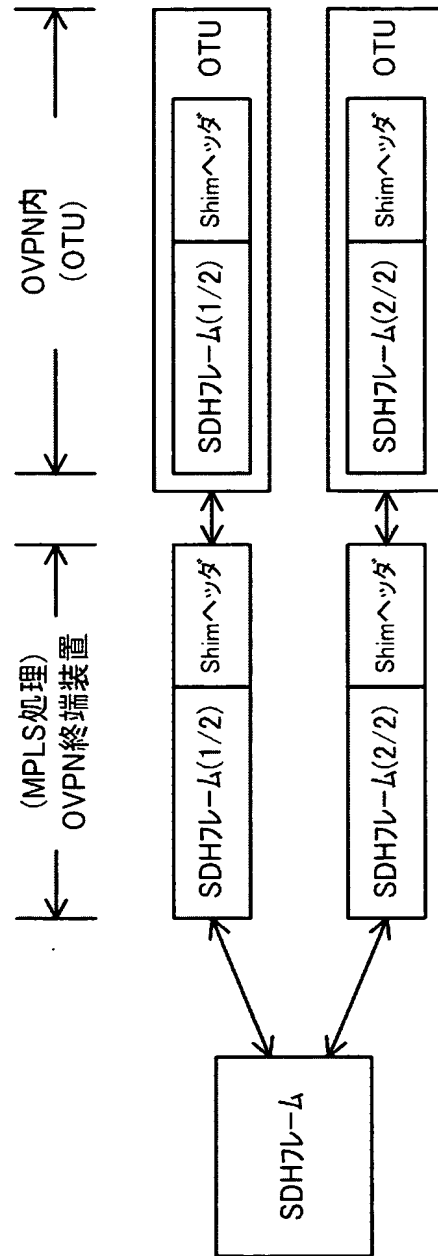 (MPLS処理)
OVPN終端装置
OVPN内
(OTU)
SDHフレーム
SDHフレーム(1/2)
Shimヘッダ
SDHフレーム(1/2)
Shimヘッダ
OTU
SDHフレーム(2/2)
Shimヘッダ
SDHフレーム(2/2)
Shimヘッダ
OTU